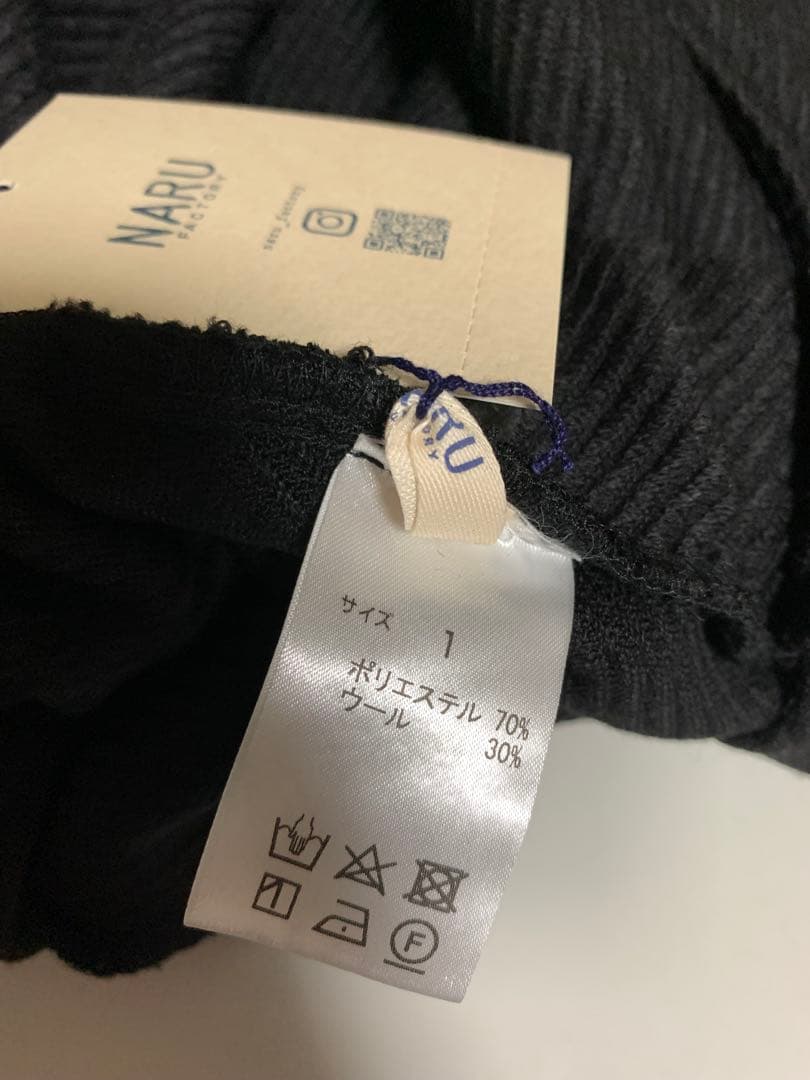 NARU
FACTORY
naru_factory
サイズ 1
ポリエステル 70%
ウール 30%
F